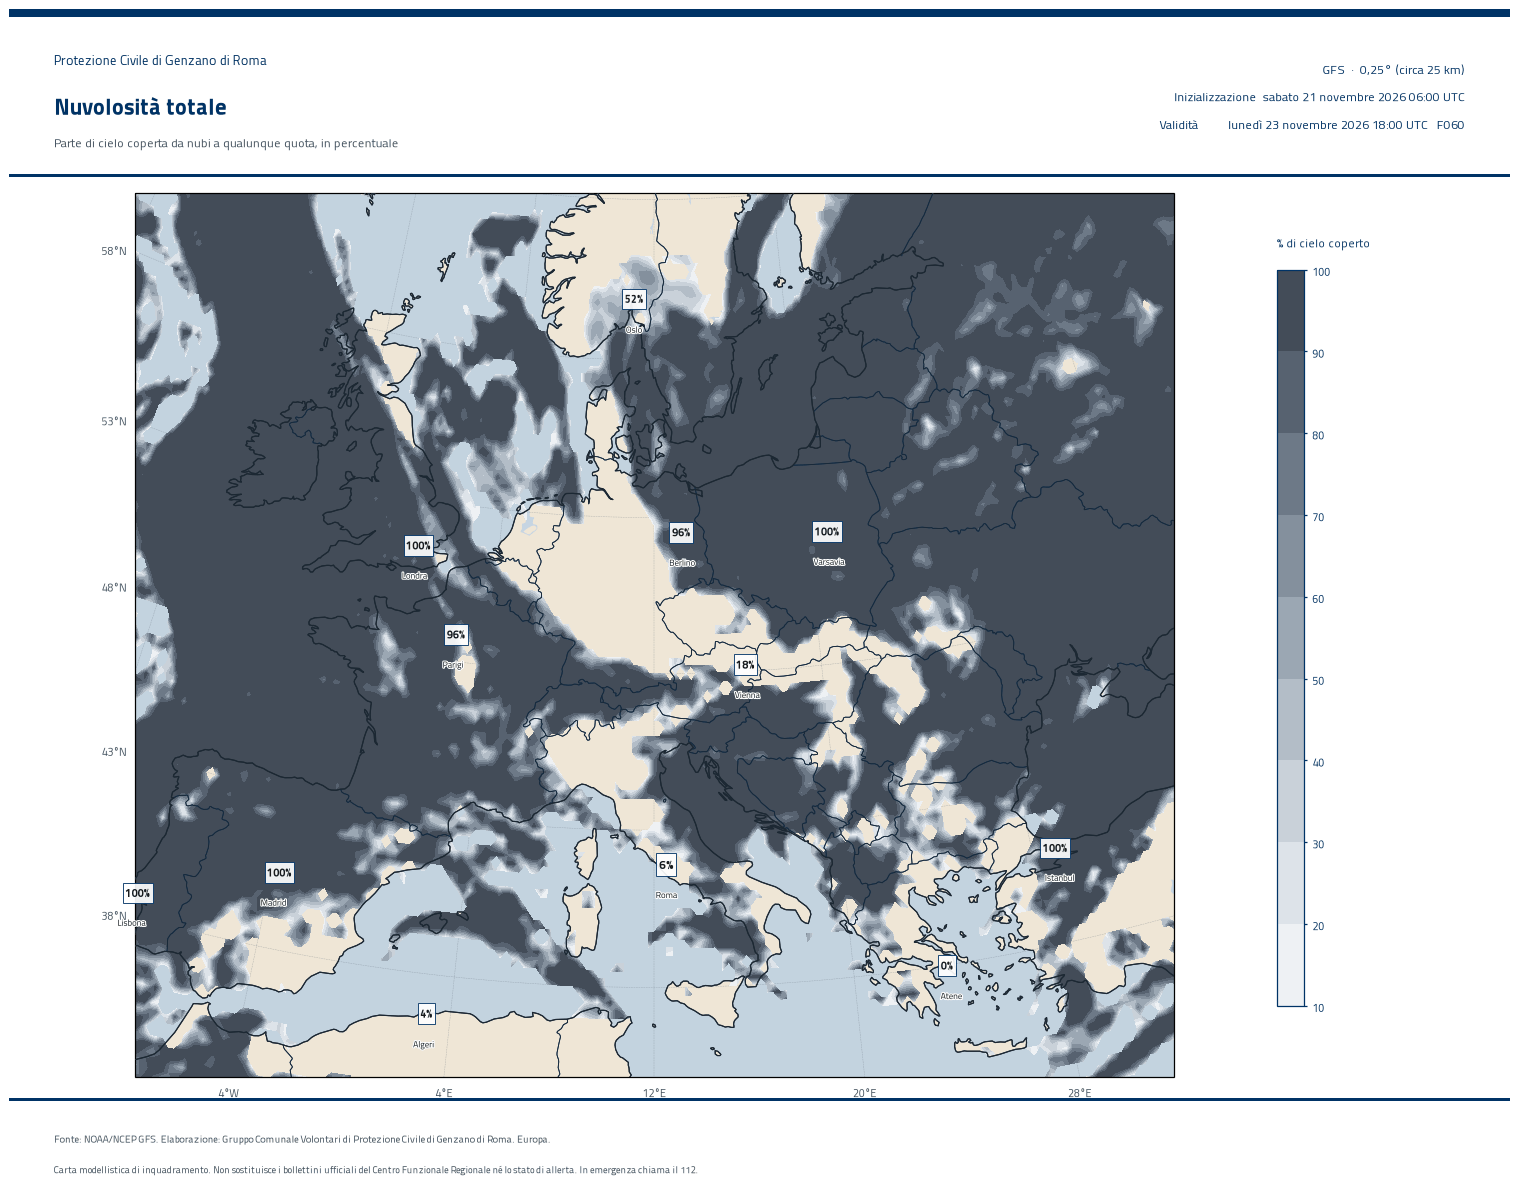 Protezione Civile di Genzano di Roma
Nuvolosità totale
Parte di cielo coperta da nubi a qualunque quota, in percentuale
GFS · 0,25° (circa 25 km)
Inizializzazione sabato 21 novembre 2026 06:00 UTC
Validità lunedì 23 novembre 2026 18:00 UTC F060
% di cielo coperto
100
90
80
70
60
50
40
30
20
10
58°N
53°N
48°N
43°N
38°N
4°W
4°E
12°E
20°E
28°E
52%
Oslo
100%
Londra
96%
Berlino
100%
Varsavia
96%
Parigi
18%
Vienna
100%
Madrid
100%
Lisbona
6%
Roma
100%
Istanbul
0%
Atene
4%
Algeri
Fonte: NOAA/NCEP GFS. Elaborazione: Gruppo Comunale Volontari di Protezione Civile di Genzano di Roma. Europa.
Carta modellistica di inquadramento. Non sostituisce i bollettini ufficiali del Centro Funzionale Regionale né lo stato di allerta. In emergenza chiama il 112.